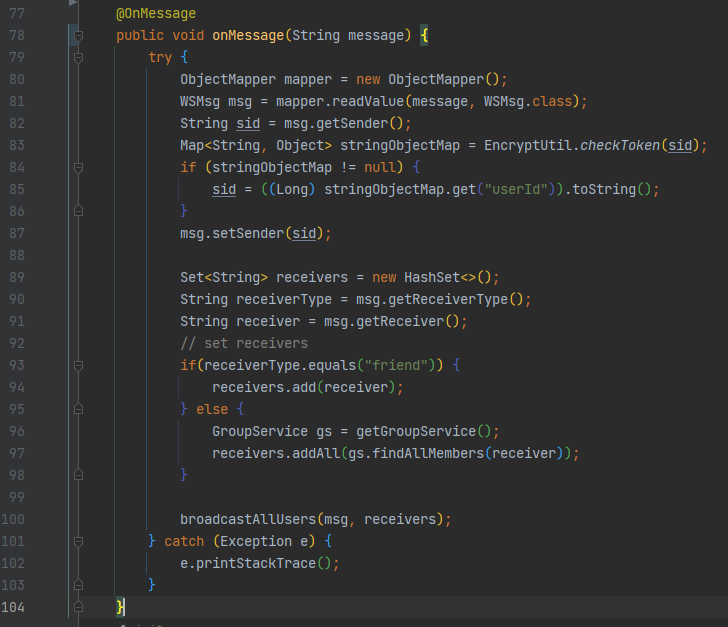 77 @OnMessage
78 public void onMessage(String message) {
79 try {
80 ObjectMapper mapper = new ObjectMapper();
81 WSMsg msg = mapper.readValue(message, WSMsg.class);
82 String sid = msg.getSender();
83 Map<String, Object> stringObjectMap = EncryptUtil.checkToken(sid);
84 if (stringObjectMap != null) {
85 sid = ((Long) stringObjectMap.get("userId")).toString();
86 }
87 msg.setSender(sid);
88
89 Set<String> receivers = new HashSet<>();
90 String receiverType = msg.getReceiverType();
91 String receiver = msg.getReceiver();
92 // set receivers
93 if(receiverType.equals("friend")) {
94 receivers.add(receiver);
95 } else {
96 GroupService gs = getGroupService();
97 receivers.addAll(gs.findAllMembers(receiver));
98 }
99
100 broadcastAllUsers(msg, receivers);
101 } catch (Exception e) {
102 e.printStackTrace();
103 }
104 }